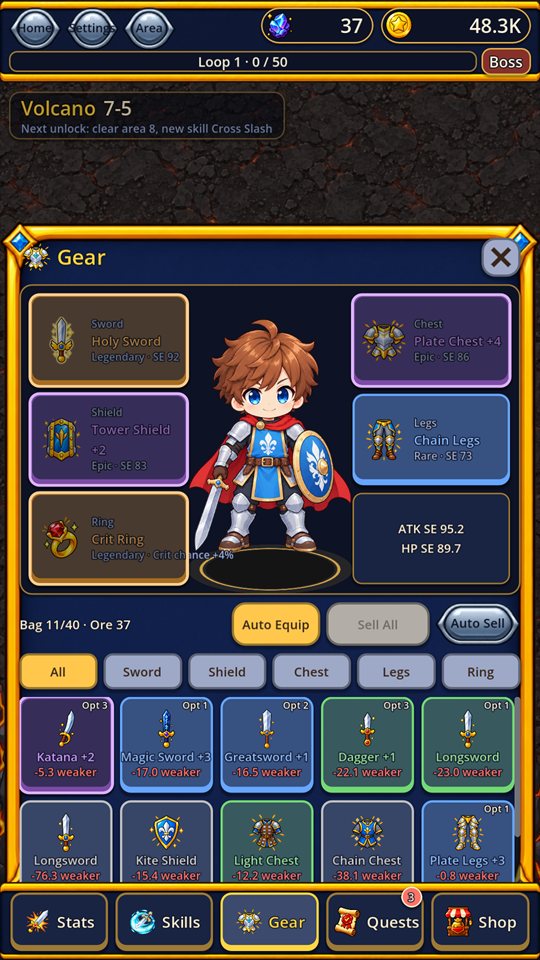 Home
Settings
Area
37
48.3K
Loop 1 · 0 / 50
Boss
Volcano 7-5
Next unlock: clear area 8, new skill Cross Slash
Gear
Sword
Holy Sword
Legendary · SE 92
Chest
Plate Chest +4
Epic · SE 86
Shield
Tower Shield
+2
Epic · SE 83
Legs
Chain Legs
Rare · SE 73
Ring
Crit Ring
Legendary · Crit chance +4%
ATK SE 95.2
HP SE 89.7
Bag 11/40 · Ore 37
Auto Equip
Sell All
Auto Sell
All
Sword
Shield
Chest
Legs
Ring
Opt 3
Katana +2
-5.3 weaker
Opt 1
Magic Sword +3
-17.0 weaker
Opt 2
Greatsword +1
-16.5 weaker
Opt 3
Dagger +1
-22.1 weaker
Opt 1
Longsword
-23.0 weaker
Longsword
-76.3 weaker
Kite Shield
-15.4 weaker
Light Chest
-12.2 weaker
Chain Chest
-38.1 weaker
Opt 1
Plate Legs +3
-0.8 weaker
Stats
Skills
Gear
Quests
3
Shop